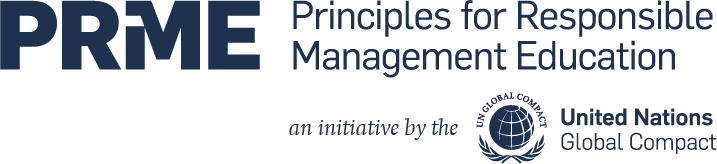 PRME
Principles for Responsible
Management Education
an initiative by the
UN GLOBAL COMPACT
United Nations
Global Compact